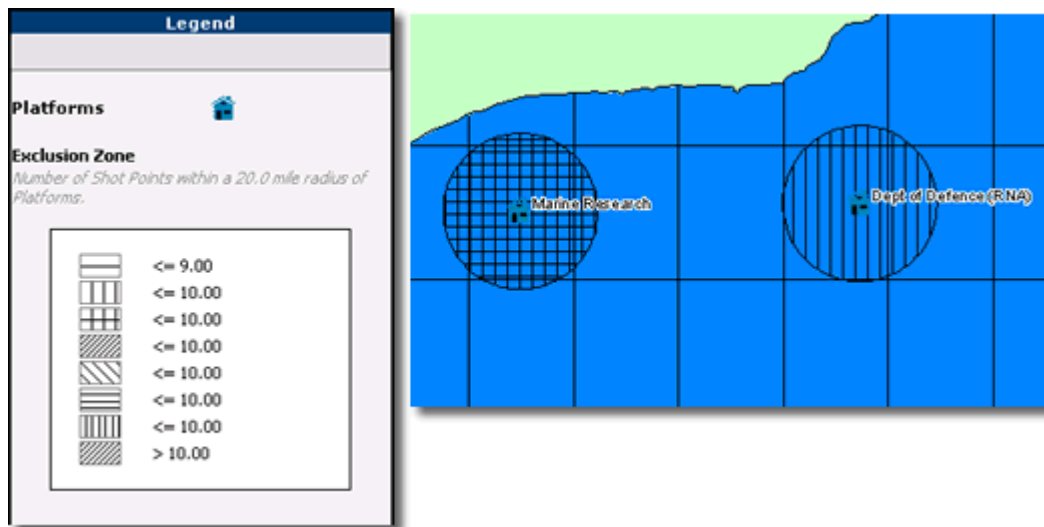 Legend
Platforms
Exclusion Zone
Number of Shot Points within a 20.0 mile radius of
Platforms.
<= 9.00
<= 10.00
<= 10.00
<= 10.00
<= 10.00
<= 10.00
<= 10.00
> 10.00
Marine Research
Dept of Defence (RNA)